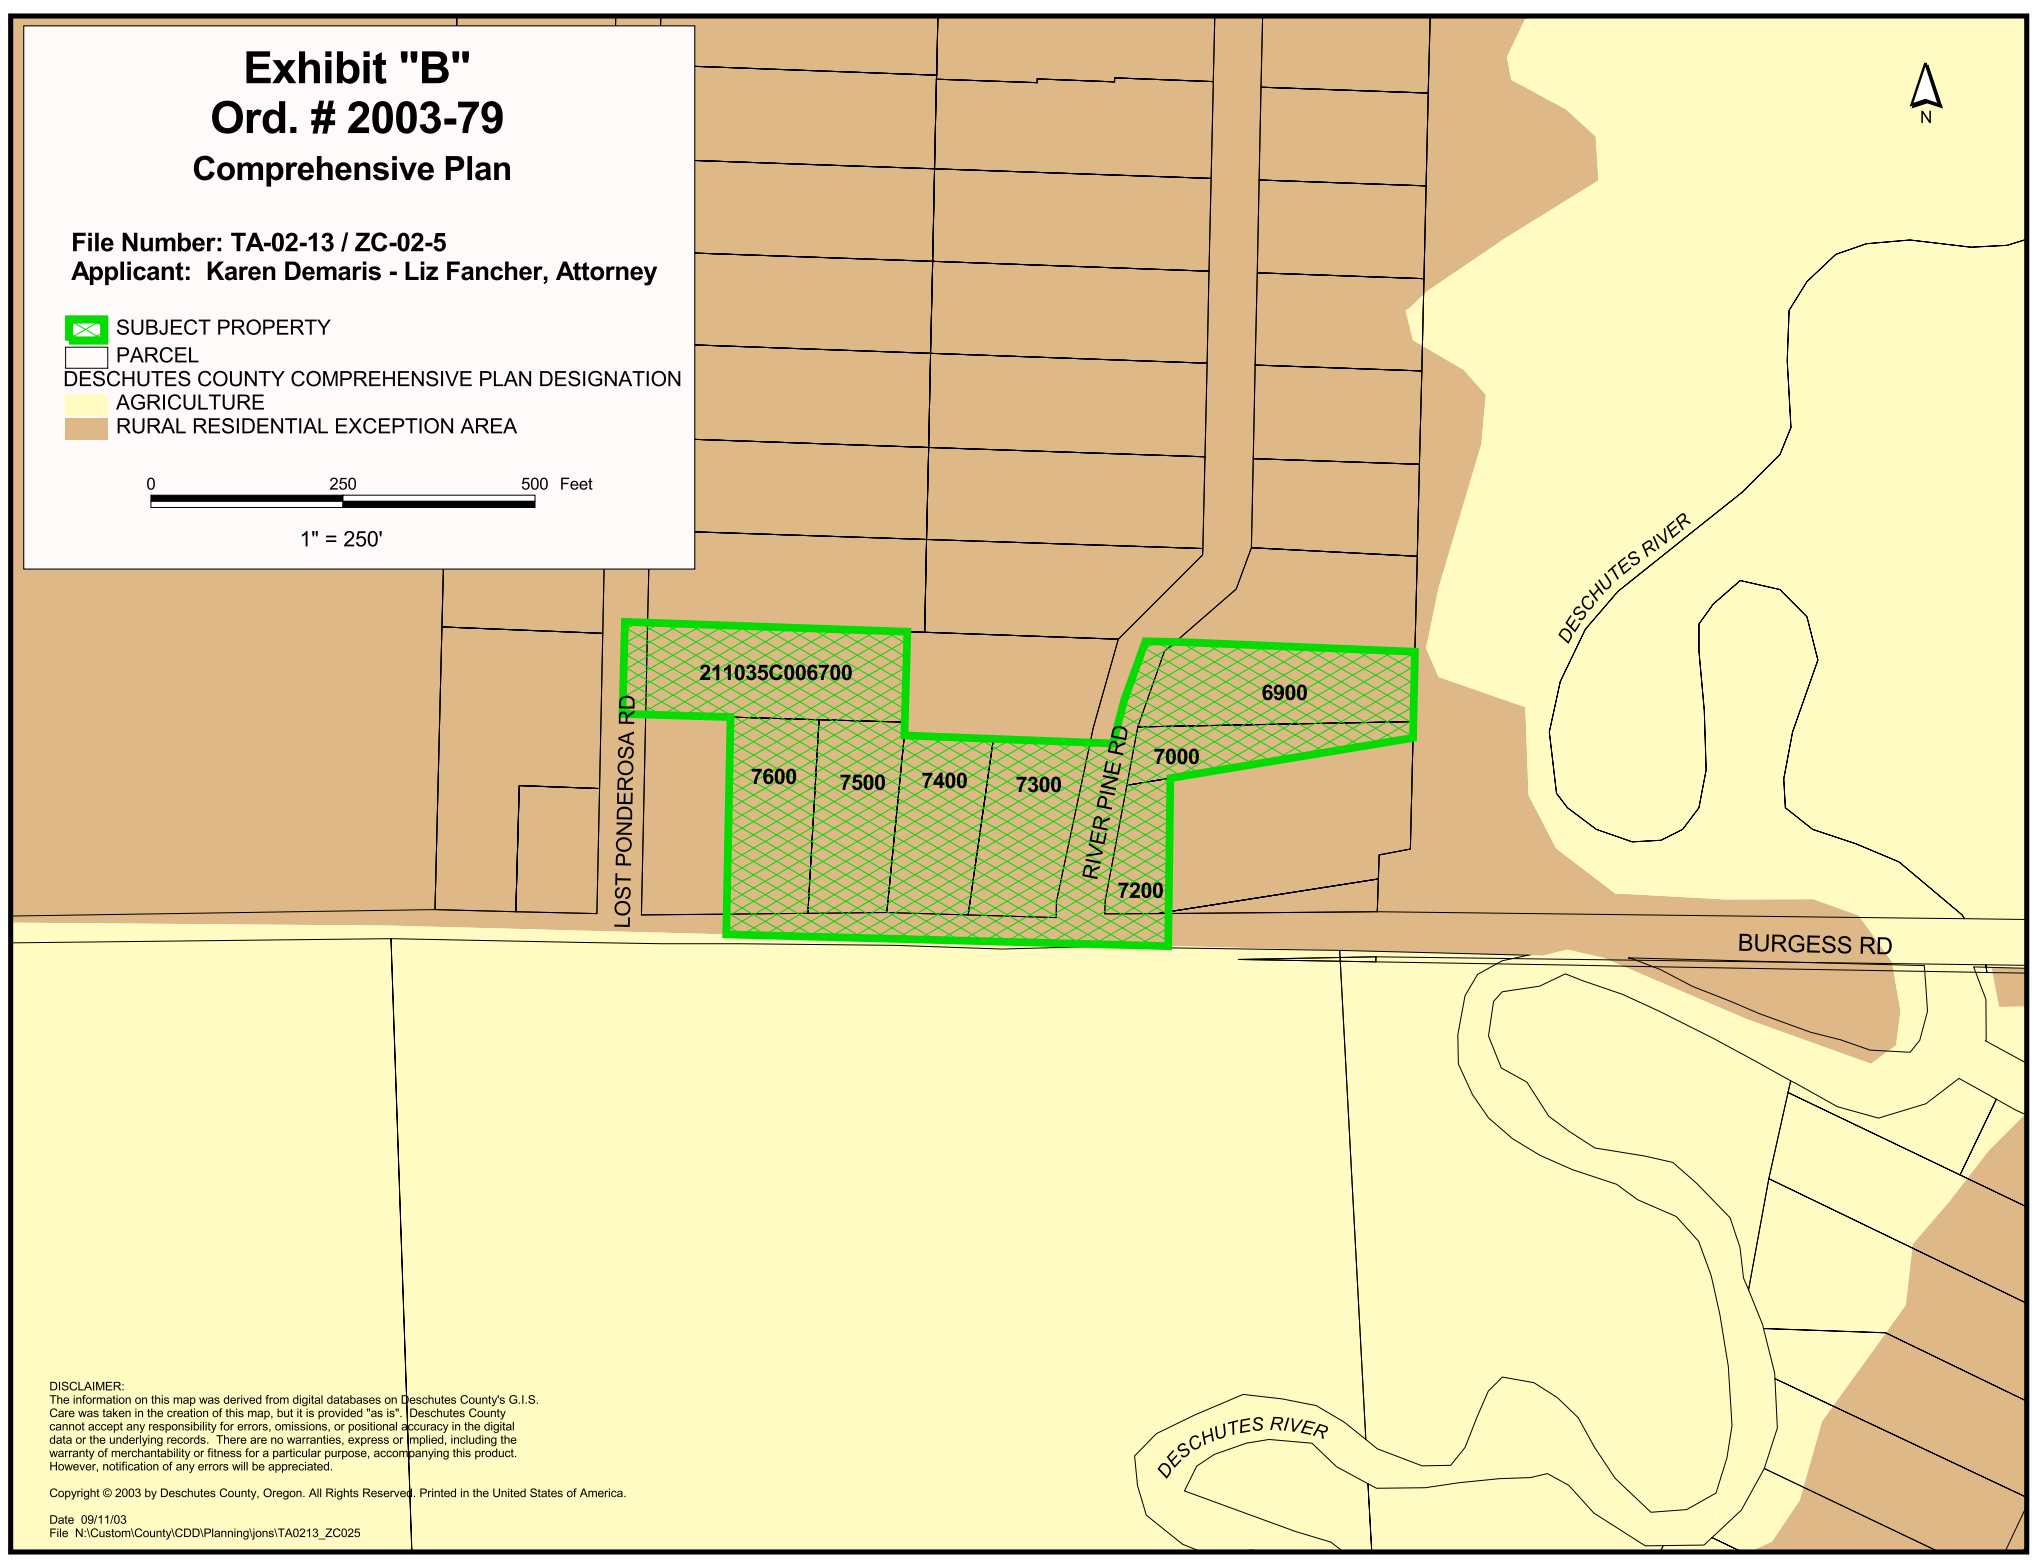 Exhibit "B"
Ord. # 2003-79
Comprehensive Plan
File Number: TA-02-13 / ZC-02-5
Applicant:  Karen Demaris - Liz Fancher, Attorney
SUBJECT PROPERTY
PARCEL
DESCHUTES COUNTY COMPREHENSIVE PLAN DESIGNATION
AGRICULTURE
RURAL RESIDENTIAL EXCEPTION AREA
0 250 500 Feet
1" = 250'
N
DESCHUTES RIVER
211035C006700
6900
7000
7600
7500
7400
7300
7200
LOST PONDEROSA RD
RIVER PINE RD
BURGESS RD
DESCHUTES RIVER
DISCLAIMER:
The information on this map was derived from digital databases on Deschutes County's G.I.S.
Care was taken in the creation of this map, but it is provided "as is".  Deschutes County
cannot accept any responsibility for errors, omissions, or positional accuracy in the digital
data or the underlying records.  There are no warranties, express or implied, including the
warranty of merchantability or fitness for a particular purpose, accompanying this product.
However, notification of any errors will be appreciated.
Copyright © 2003 by Deschutes County, Oregon. All Rights Reserved. Printed in the United States of America.
Date  09/11/03
File  N:\Custom\County\CDD\Planning\jons\TA0213_ZC025